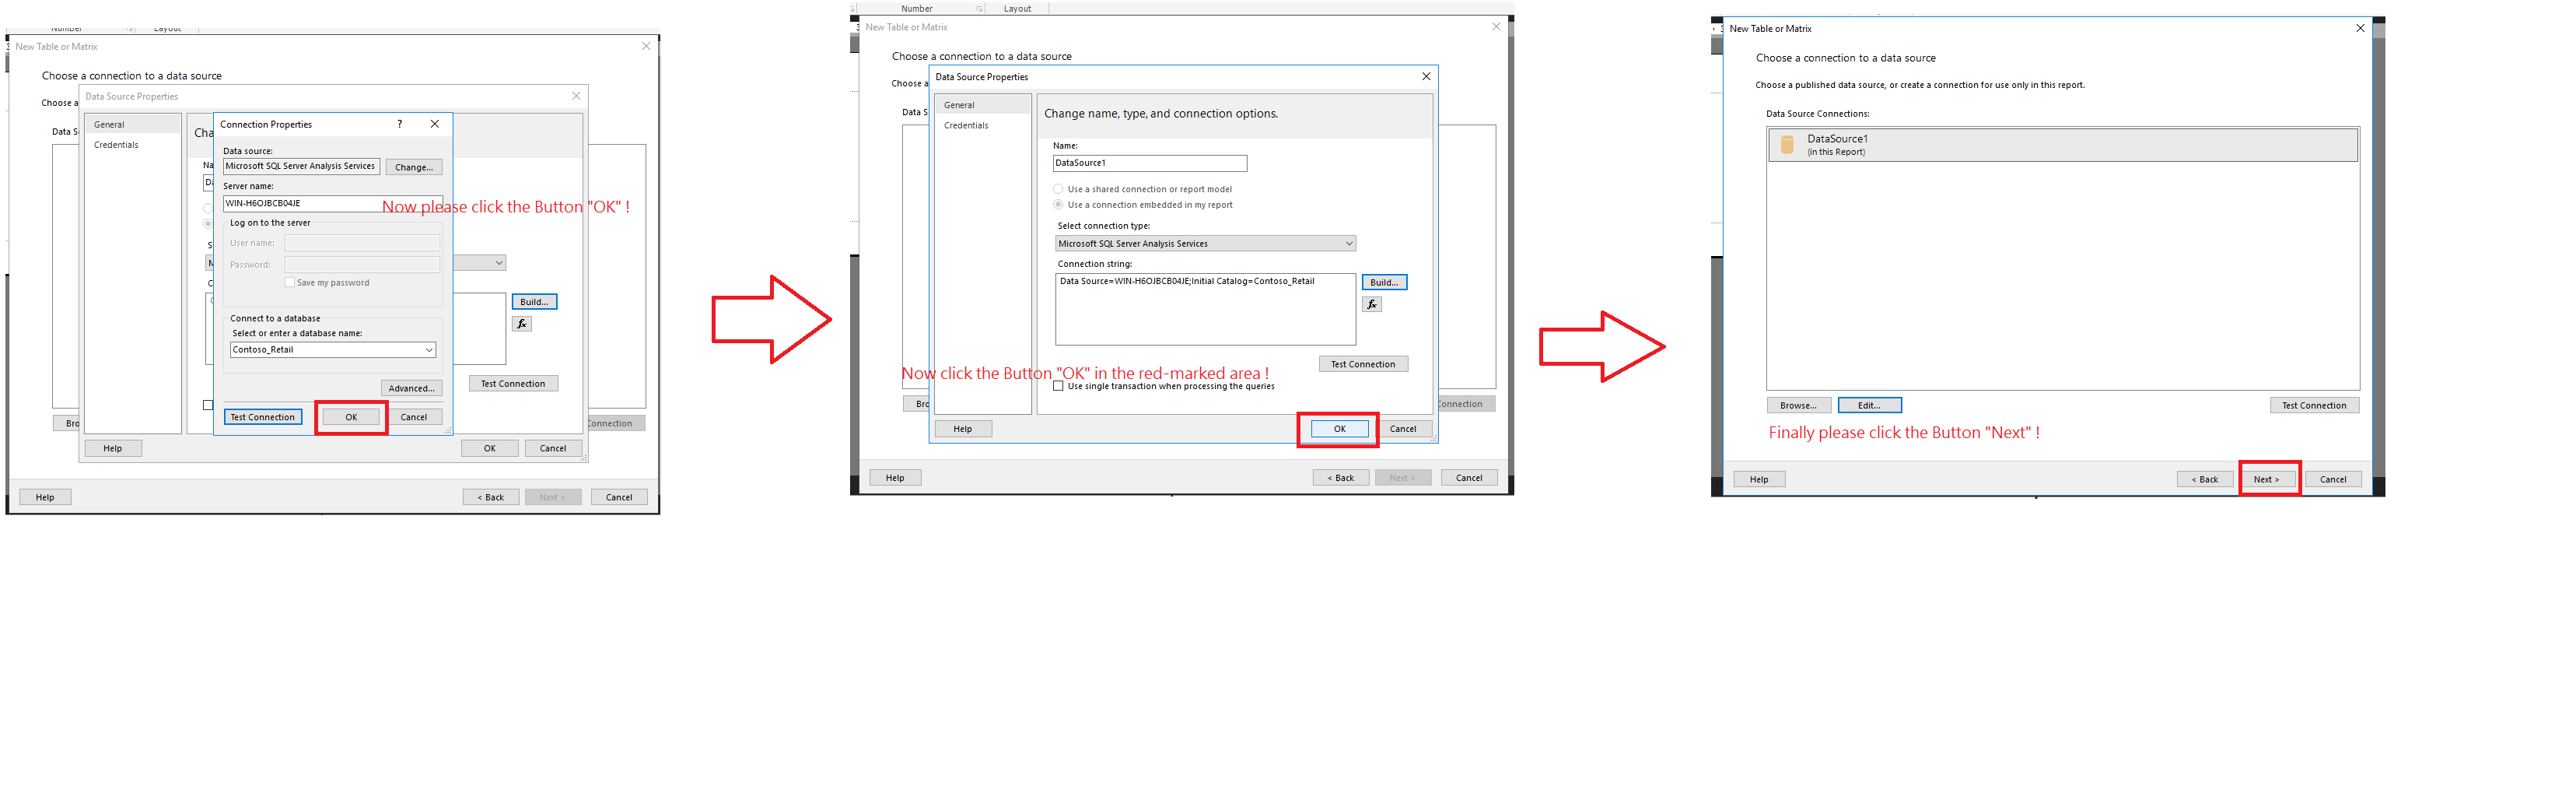 Number
Layout
New Table or Matrix
Choose a connection to a data source
Choose a
Data Source Properties
General
Credentials
Connection Properties
?
Data source:
Microsoft SQL Server Analysis Services
Change...
Server name:
WIN-H6OJBCB04JE
Now please click the Button "OK" !
Log on to the server
User name:
Password:
Save my password
Build...
fx
Connect to a database
Select or enter a database name:
Contoso_Retail
Advanced...
Test Connection
Test Connection
OK
Cancel
Help
OK
Cancel
Help
< Back
Next >
Cancel
Number
Layout
New Table or Matrix
Choose a connection to a data source
Choose a
Data Source Properties
General
Credentials
Change name, type, and connection options.
Name:
DataSource1
Use a shared connection or report model
Use a connection embedded in my report
Select connection type:
Microsoft SQL Server Analysis Services
Connection string:
Data Source=WIN-H6OJBCB04JE;Initial Catalog=Contoso_Retail
Build...
fx
Test Connection
Now click the Button "OK" in the red-marked area !
Use single transaction when processing the queries
Help
OK
Cancel
Help
< Back
Next >
Cancel
New Table or Matrix
Choose a connection to a data source
Choose a published data source, or create a connection for use only in this report.
Data Source Connections:
DataSource1
(in this Report)
Browse...
Edit...
Test Connection
Finally please click the Button "Next" !
Help
< Back
Next >
Cancel